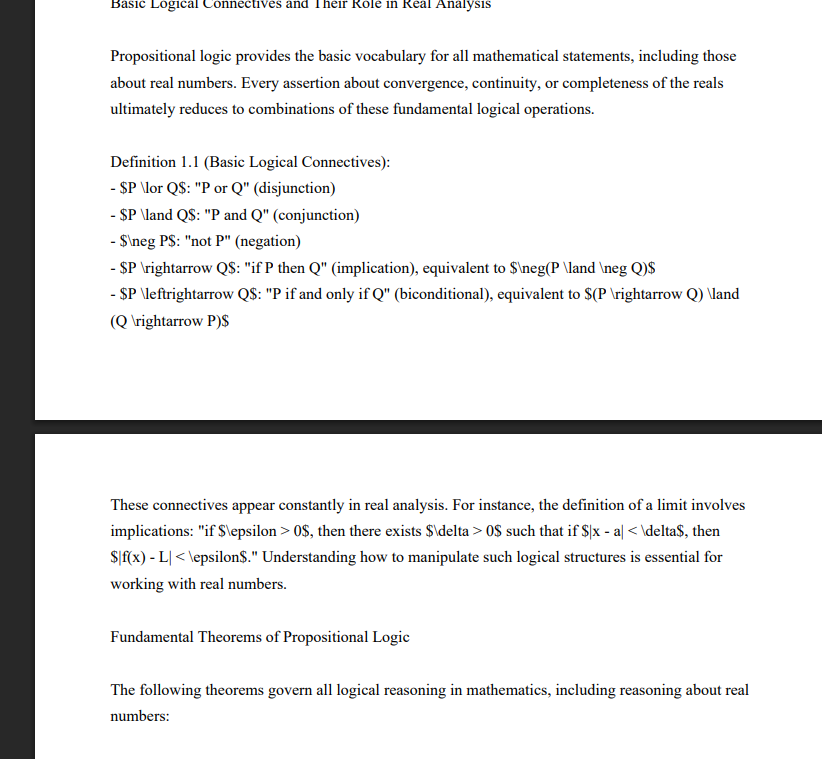 Basic Logical Connectives and Their Role in Real Analysis
Propositional logic provides the basic vocabulary for all mathematical statements, including those
about real numbers. Every assertion about convergence, continuity, or completeness of the reals
ultimately reduces to combinations of these fundamental logical operations.
Definition 1.1 (Basic Logical Connectives):
- $P \lor Q$: "P or Q" (disjunction)
- $P \land Q$: "P and Q" (conjunction)
- $\neg P$: "not P" (negation)
- $P \rightarrow Q$: "if P then Q" (implication), equivalent to $\neg(P \land \neg Q)$
- $P \leftrightarrow Q$: "P if and only if Q" (biconditional), equivalent to $(P \rightarrow Q) \land
(Q \rightarrow P)$
These connectives appear constantly in real analysis. For instance, the definition of a limit involves
implications: "if $\epsilon > 0$, then there exists $\delta > 0$ such that if $|x - a| < \delta$, then
$|f(x) - L| < \epsilon$." Understanding how to manipulate such logical structures is essential for
working with real numbers.
Fundamental Theorems of Propositional Logic
The following theorems govern all logical reasoning in mathematics, including reasoning about real
numbers: